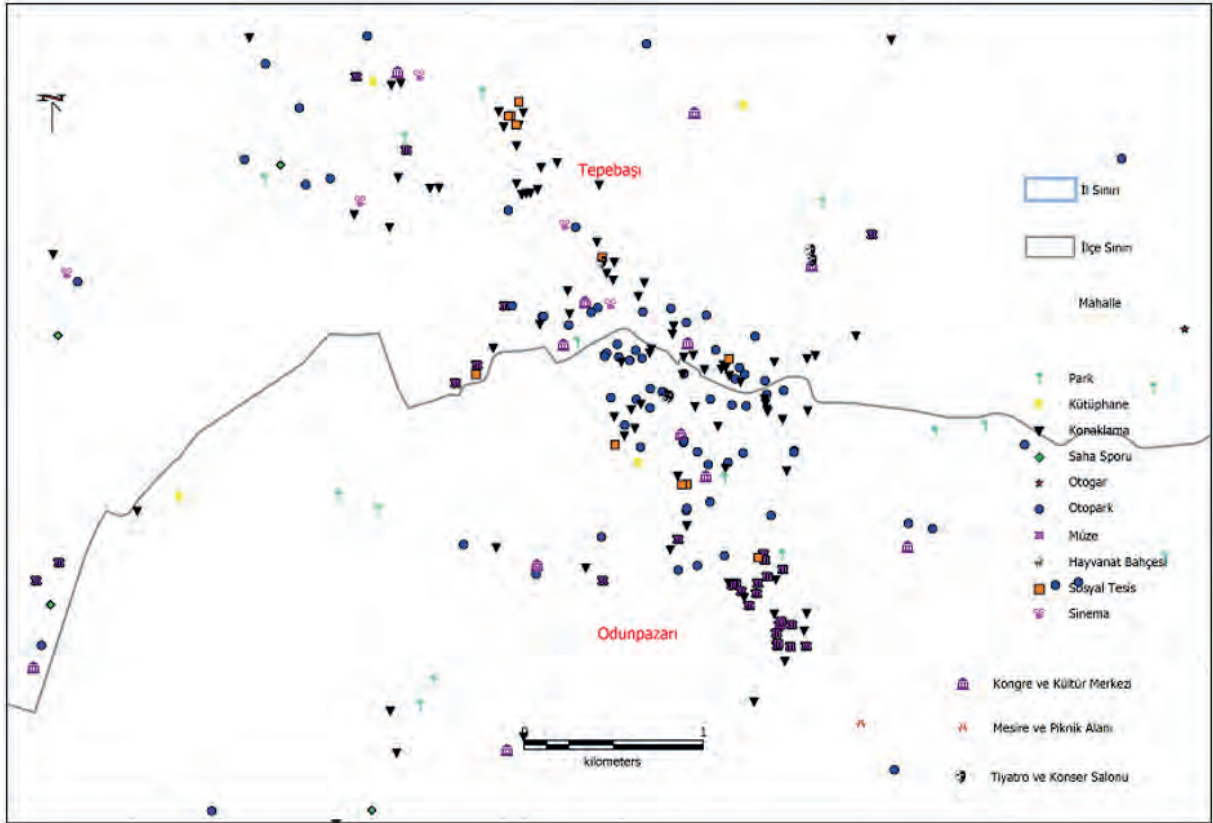 Tepebaşı
İl Sınırı
İlçe Sınırı
Mahalle
Park
Kütüphane
Konaklama
Saha Sporu
Otogar
Otopark
Müze
Hayvanat Bahçesi
Sosyal Tesis
Sinema
Odunpazarı
Kongre ve Kültür Merkezi
Mesire ve Piknik Alanı
Tiyatro ve Konser Salonu
0 1
kilometers